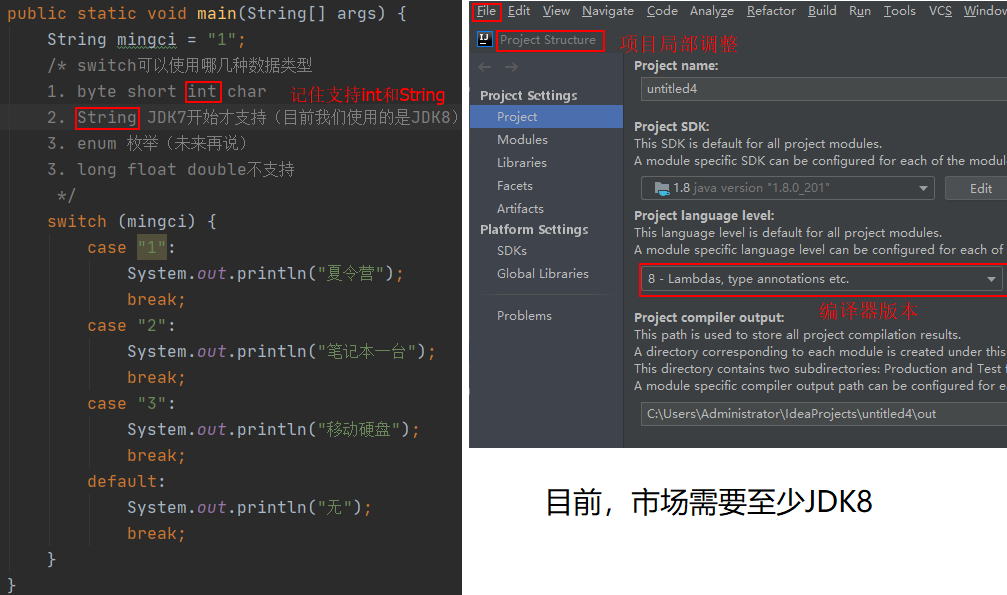 public static void main(String[] args) {
String mingci = "1";
/* switch可以使用哪几种数据类型
1. byte short int char 记住支持int和String
2. String JDK7开始才支持（目前我们使用的是JDK8）
3. enum 枚举（未来再说）
3. long float double不支持
*/
switch (mingci) {
case "1":
System.out.println("夏令营");
break;
case "2":
System.out.println("笔记本一台");
break;
case "3":
System.out.println("移动硬盘");
break;
default:
System.out.println("无");
break;
}
}
File Edit View Navigate Code Analyze Refactor Build Run Tools VCS Window
Project Structure 项目局部调整
Project Settings
Project
Modules
Libraries
Facets
Artifacts
Platform Settings
SDKs
Global Libraries
Problems
Project name:
untitled4
Project SDK:
This SDK is default for all project modules.
A module specific SDK can be configured for each of the modul
1.8 java version "1.8.0_201" Edit
Project language level:
This language level is default for all project modules.
A module specific language level can be configured for each of
8 - Lambdas, type annotations etc.
编译器版本
Project compiler output:
This path is used to store all project compilation results.
A directory corresponding to each module is created under this
This directory contains two subdirectories: Production and Test f
A module specific compiler output path can be configured for ea
C:\Users\Administrator\IdeaProjects\untitled4\out
目前，市场需要至少JDK8